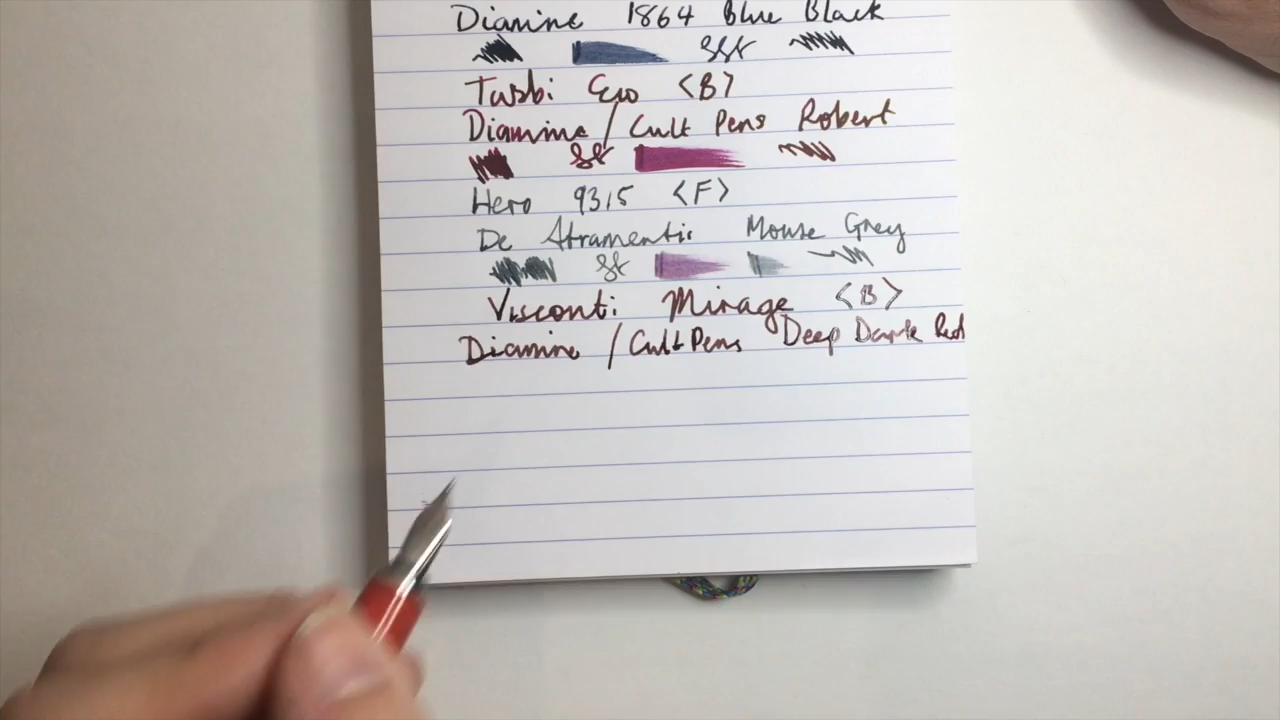 Diamine 1864 Blue Black
Twsbi Eco <B>
Diamine / Cult Pens Robert
Hero 9315 <F>
De Atramentis Mouse Grey
Visconti Mirage <B>
Diamine / Cult Pens Deep Dark Red